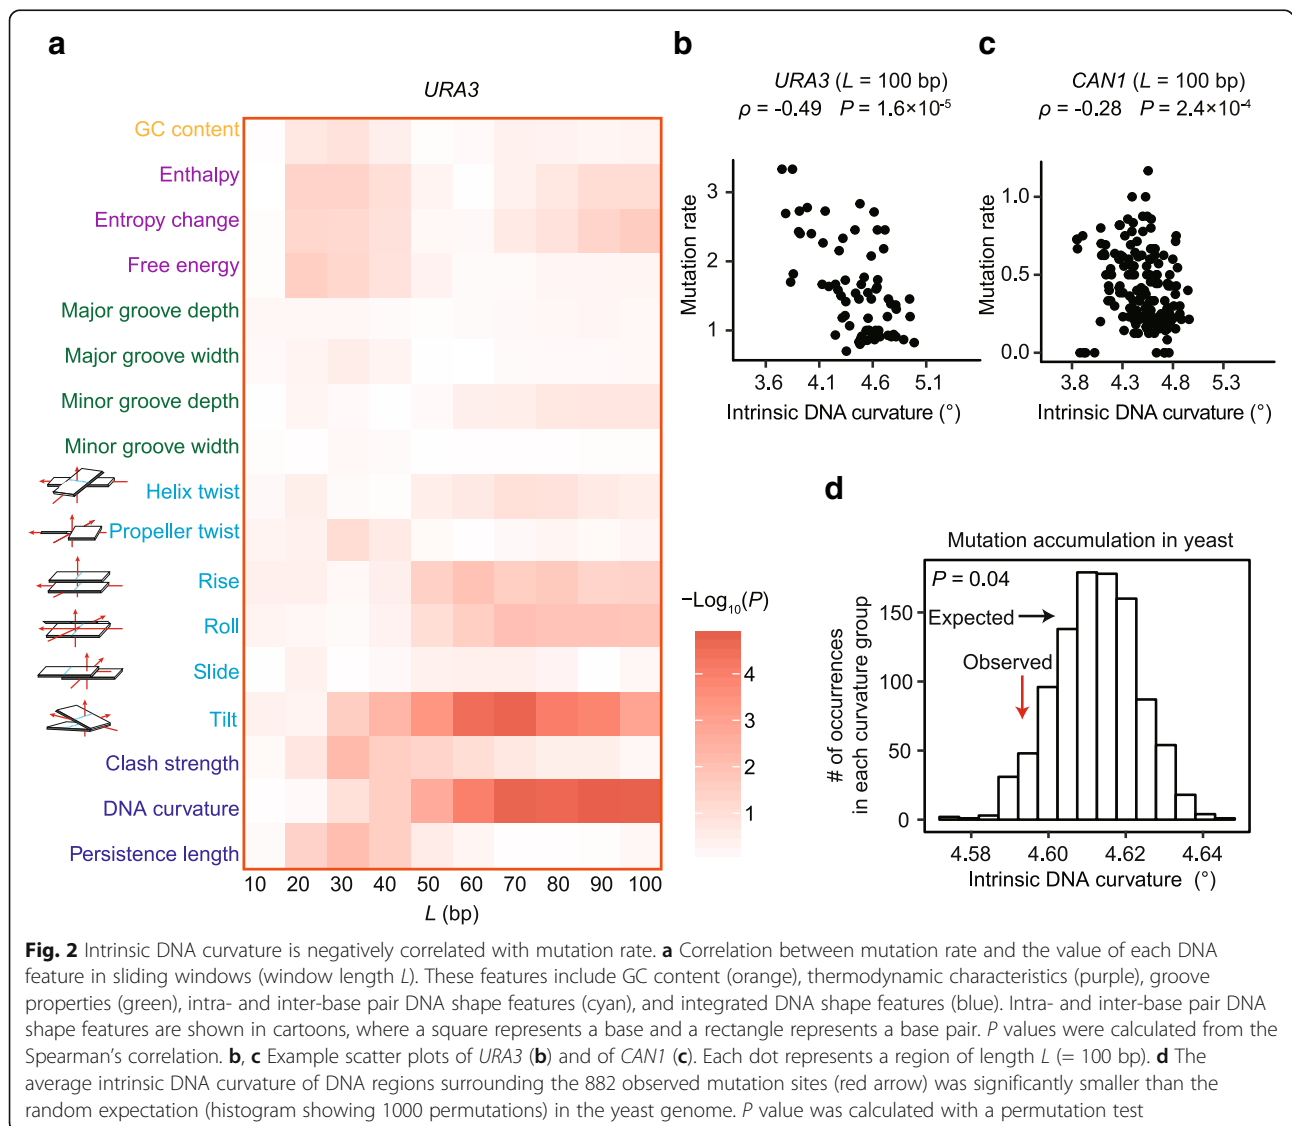 a
URA3
GC content
Enthalpy
Entropy change
Free energy
Major groove depth
Major groove width
Minor groove depth
Minor groove width
Helix twist
Propeller twist
Rise
Roll
Slide
Tilt
Clash strength
DNA curvature
Persistence length
10 20 30 40 50 60 70 80 90 100
L (bp)
−Log10(P)
4
3
2
1
b
URA3 (L = 100 bp)
ρ = -0.49 P = 1.6×10-5
Mutation rate
3
2
1
3.6 4.1 4.6 5.1
Intrinsic DNA curvature (°)
c
CAN1 (L = 100 bp)
ρ = -0.28 P = 2.4×10-4
Mutation rate
1.0
0.5
0.0
3.8 4.3 4.8 5.3
Intrinsic DNA curvature (°)
d
Mutation accumulation in yeast
P = 0.04
Expected
Observed
# of occurrences
in each curvature group
150
100
50
0
4.58 4.60 4.62 4.64
Intrinsic DNA curvature (°)
Fig. 2 Intrinsic DNA curvature is negatively correlated with mutation rate. a Correlation between mutation rate and the value of each DNA
feature in sliding windows (window length L). These features include GC content (orange), thermodynamic characteristics (purple), groove
properties (green), intra- and inter-base pair DNA shape features (cyan), and integrated DNA shape features (blue). Intra- and inter-base pair DNA
shape features are shown in cartoons, where a square represents a base and a rectangle represents a base pair. P values were calculated from the
Spearman's correlation. b, c Example scatter plots of URA3 (b) and of CAN1 (c). Each dot represents a region of length L (= 100 bp). d The
average intrinsic DNA curvature of DNA regions surrounding the 882 observed mutation sites (red arrow) was significantly smaller than the
random expectation (histogram showing 1000 permutations) in the yeast genome. P value was calculated with a permutation test